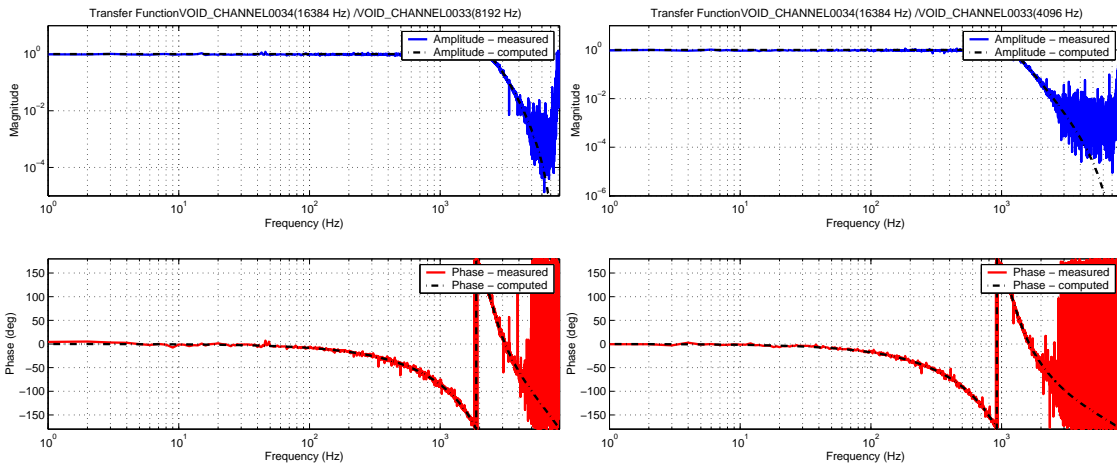 Transfer FunctionVOID_CHANNEL0034(16384 Hz) /VOID_CHANNEL0033(8192 Hz)
10^0
10^-2
10^-4
Magnitude
Amplitude – measured
Amplitude – computed
10^0 10^1 10^2 10^3
Frequency (Hz)
150
100
50
0
−50
−100
−150
Phase (deg)
Phase – measured
Phase – computed
10^0 10^1 10^2 10^3
Frequency (Hz)
Transfer FunctionVOID_CHANNEL0034(16384 Hz) /VOID_CHANNEL0033(4096 Hz)
10^0
10^-2
10^-4
10^-6
Magnitude
Amplitude – measured
Amplitude – computed
10^0 10^1 10^2 10^3
Frequency (Hz)
150
100
50
0
−50
−100
−150
Phase (deg)
Phase – measured
Phase – computed
10^0 10^1 10^2 10^3
Frequency (Hz)